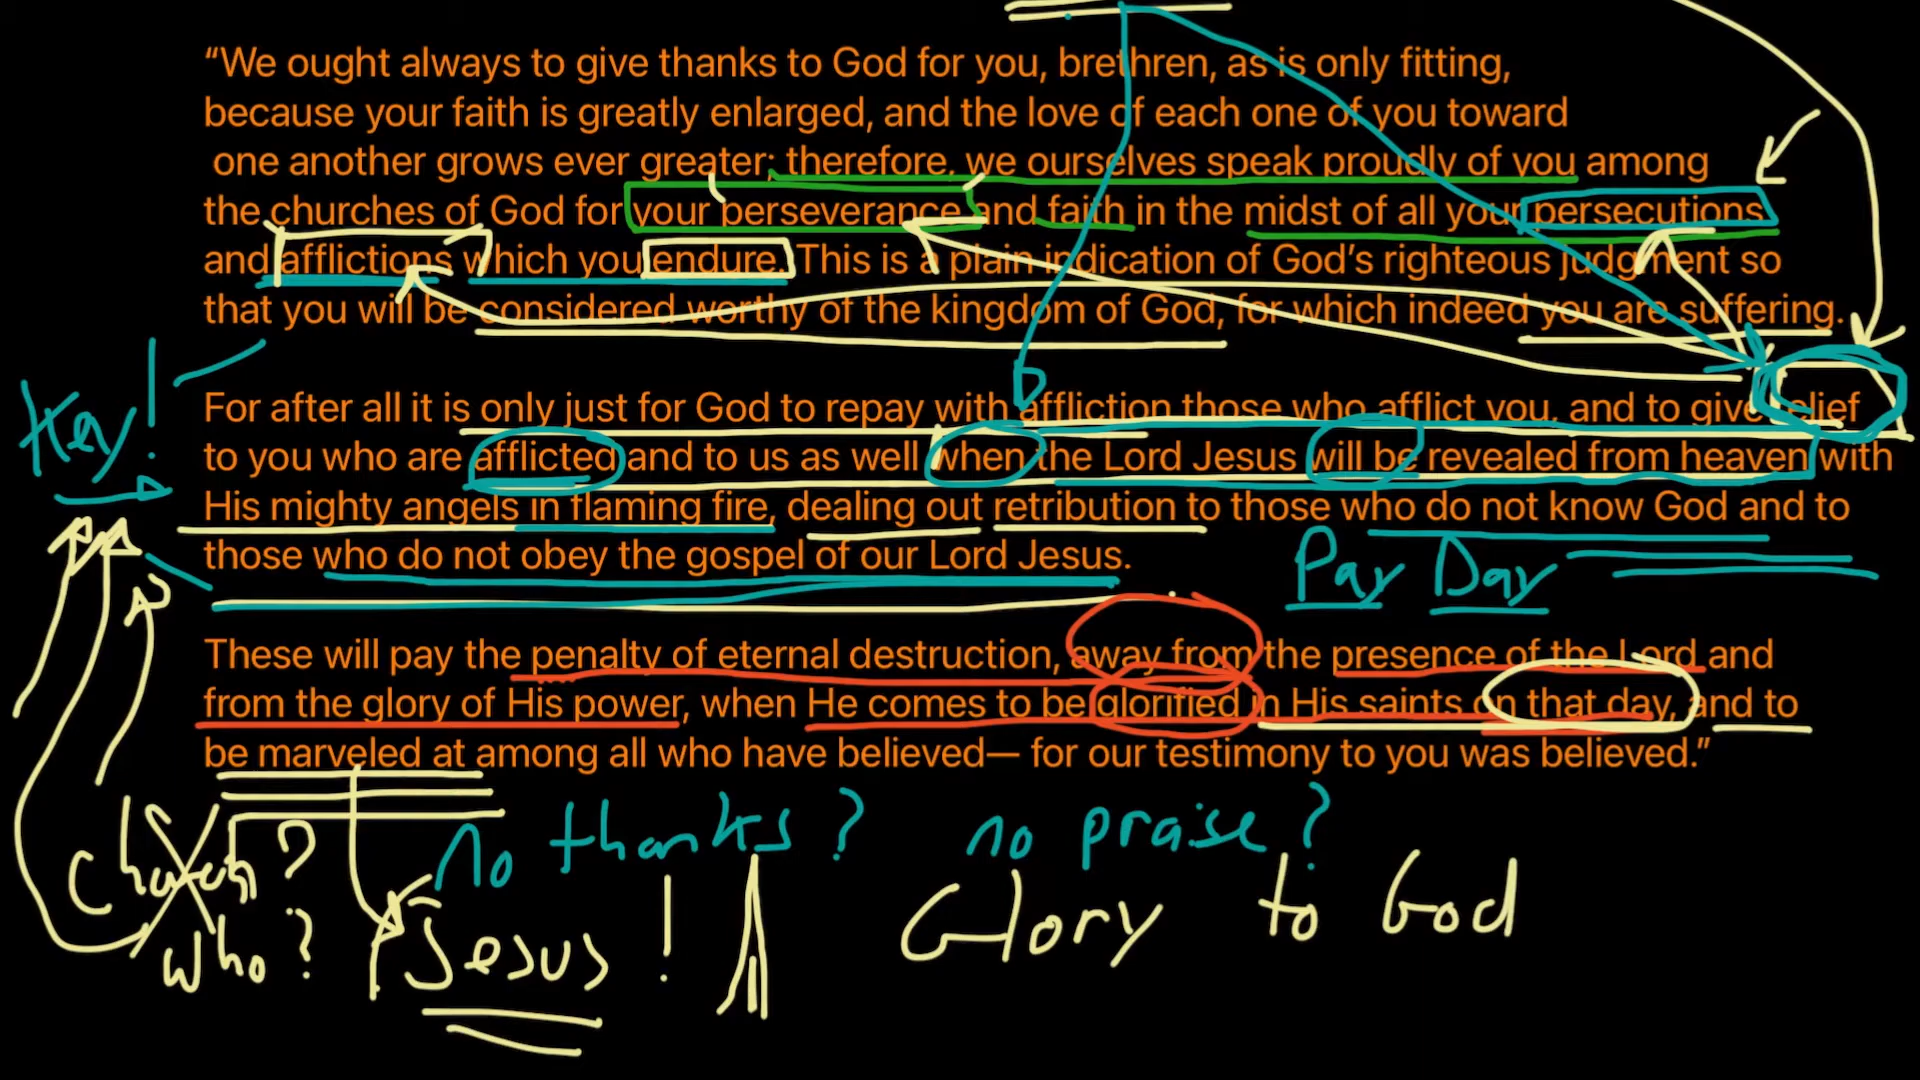 “We ought always to give thanks to God for you, brethren, as is only fitting,
because your faith is greatly enlarged, and the love of each one of you toward
one another grows ever greater; therefore, we ourselves speak proudly of you among
the churches of God for your perseverance and faith in the midst of all your persecutions
and afflictions which you endure. This is a plain indication of God’s righteous judgment so
that you will be considered worthy of the kingdom of God, for which indeed you are suffering.
Key!
For after all it is only just for God to repay with affliction those who afflict you, and to give relief
to you who are afflicted and to us as well when the Lord Jesus will be revealed from heaven with
His mighty angels in flaming fire, dealing out retribution to those who do not know God and to
those who do not obey the gospel of our Lord Jesus.
Pay Day
These will pay the penalty of eternal destruction, away from the presence of the Lord and
from the glory of His power, when He comes to be glorified in His saints on that day, and to
be marveled at among all who have believed— for our testimony to you was believed.”
no thanks? no praise?
Church?
Glory to God
who? Jesus!